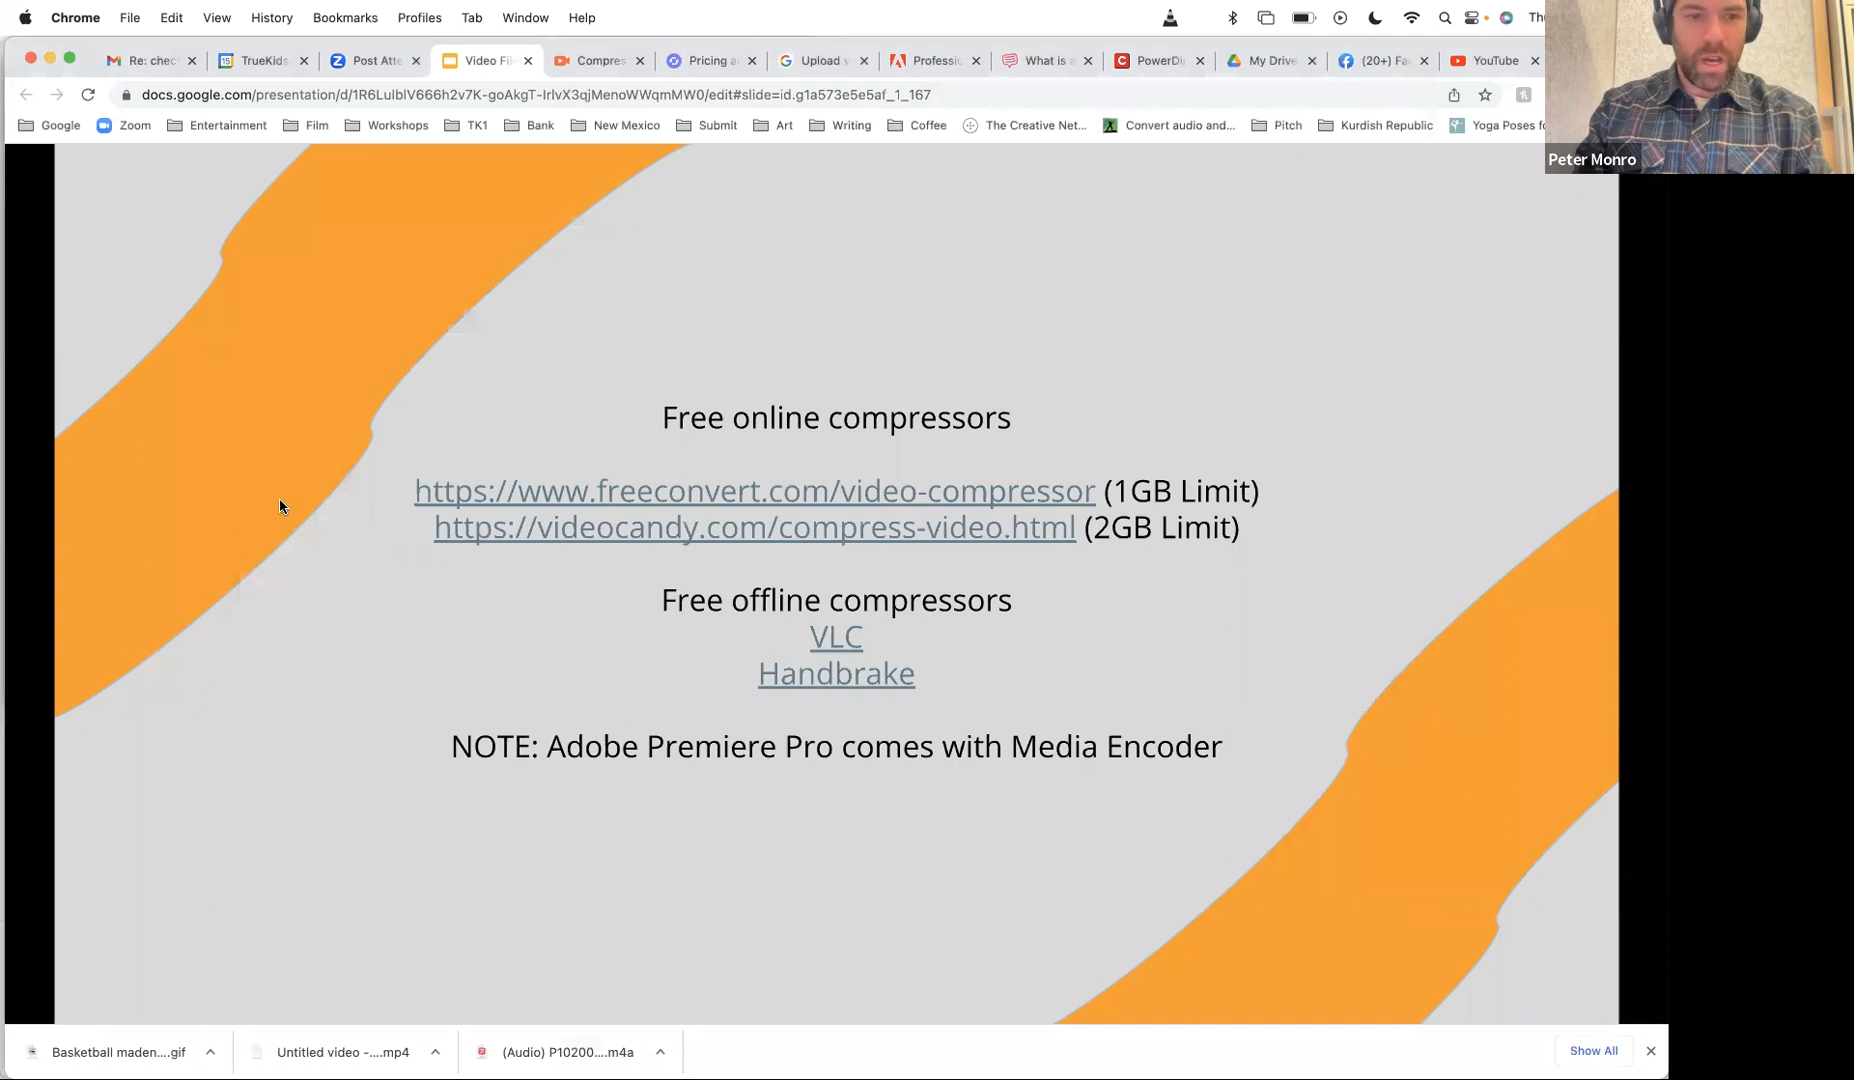 Chrome File Edit View History Bookmarks Profiles Tab Window Help
Re: chec TrueKids 15 Post Atte Video Fil Compres Pricing a Upload v Professio What is a PowerDi My Drive (20+) Fa YouTube
docs.google.com/presentation/d/1R6LulblV666h2v7K-goAkgT-IrlvX3qjMenoWWqmMW0/edit#slide=id.g1a573e5e5af_1_167
Google Zoom Entertainment Film Workshops TK1 Bank New Mexico Submit Art Writing Coffee The Creative Net... Convert audio and... Pitch Kurdish Republic Yoga Poses fo
Peter Monro
Free online compressors
https://www.freeconvert.com/video-compressor (1GB Limit)
https://videocandy.com/compress-video.html (2GB Limit)
Free offline compressors
VLC
Handbrake
NOTE: Adobe Premiere Pro comes with Media Encoder
Basketball maden....gif Untitled video -....mp4 (Audio) P10200....m4a Show All